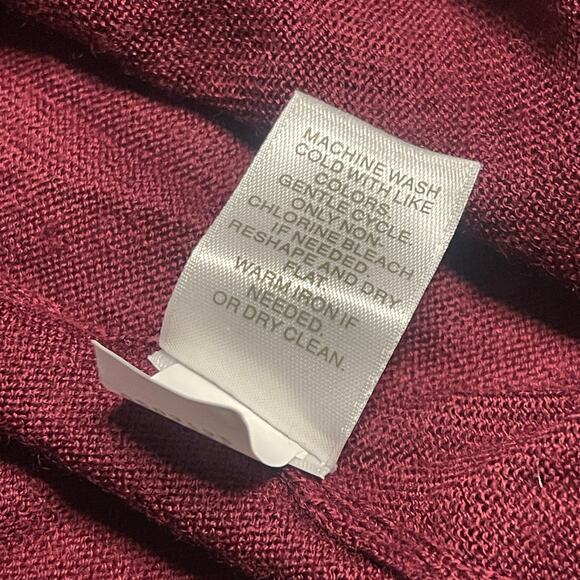 MACHINE WASH
COLD WITH LIKE
COLORS.
GENTLE CYCLE.
ONLY NON-
CHLORINE BLEACH
IF NEEDED.
RESHAPE AND DRY
FLAT.
WARM IRON IF
NEEDED.
OR DRY CLEAN.